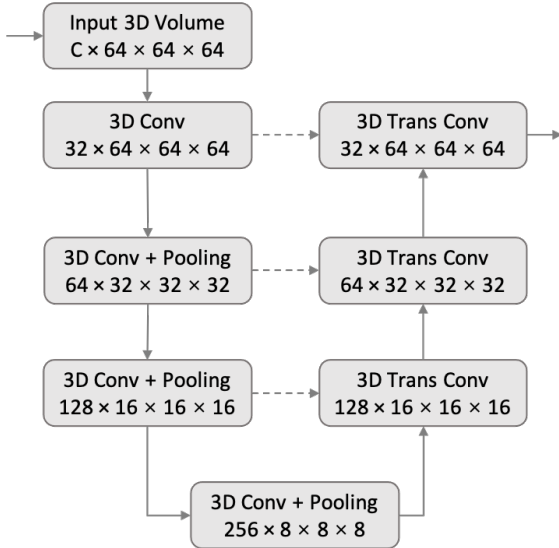 Input 3D Volume
C × 64 × 64 × 64
3D Conv
32 × 64 × 64 × 64
3D Trans Conv
32 × 64 × 64 × 64
3D Conv + Pooling
64 × 32 × 32 × 32
3D Trans Conv
64 × 32 × 32 × 32
3D Conv + Pooling
128 × 16 × 16 × 16
3D Trans Conv
128 × 16 × 16 × 16
3D Conv + Pooling
256 × 8 × 8 × 8